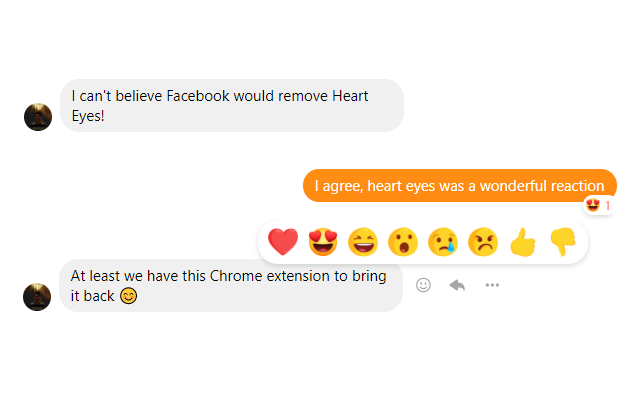 I can't believe Facebook would remove Heart
Eyes!
I agree, heart eyes was a wonderful reaction
😍 1
At least we have this Chrome extension to bring
it back 😊